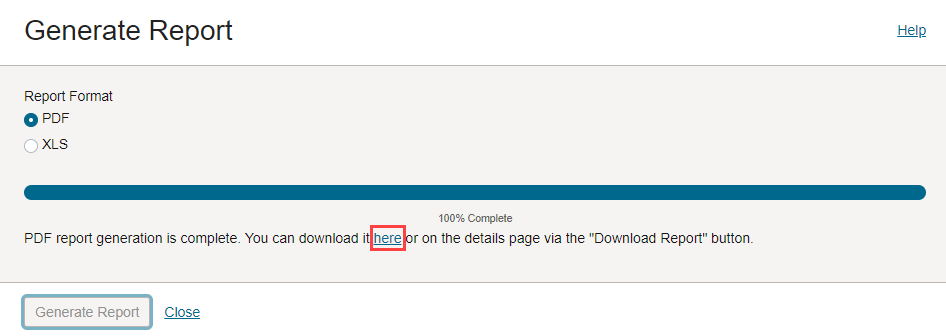 Generate Report
Help
Report Format
PDF
XLS
100% Complete
PDF report generation is complete. You can download it here or on the details page via the "Download Report" button.
Generate Report
Close